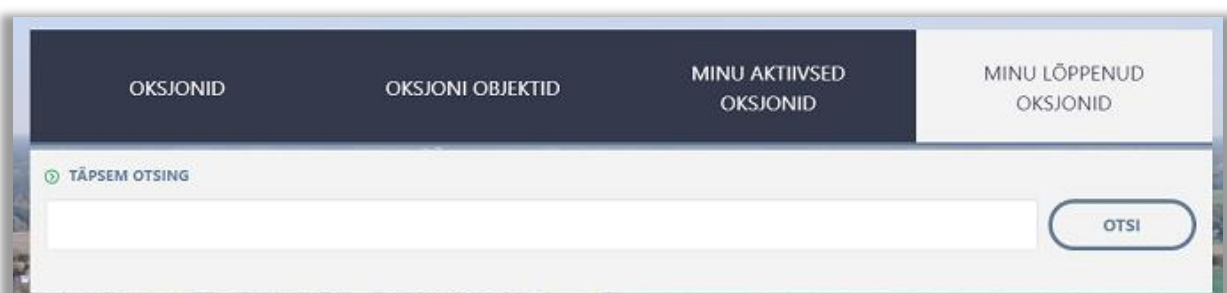 OKSJONID
OKSJONI OBJEKTID
MINU AKTIIVSED
OKSJONID
MINU LÕPPENUD
OKSJONID
TÄPSEM OTSING
OTSI